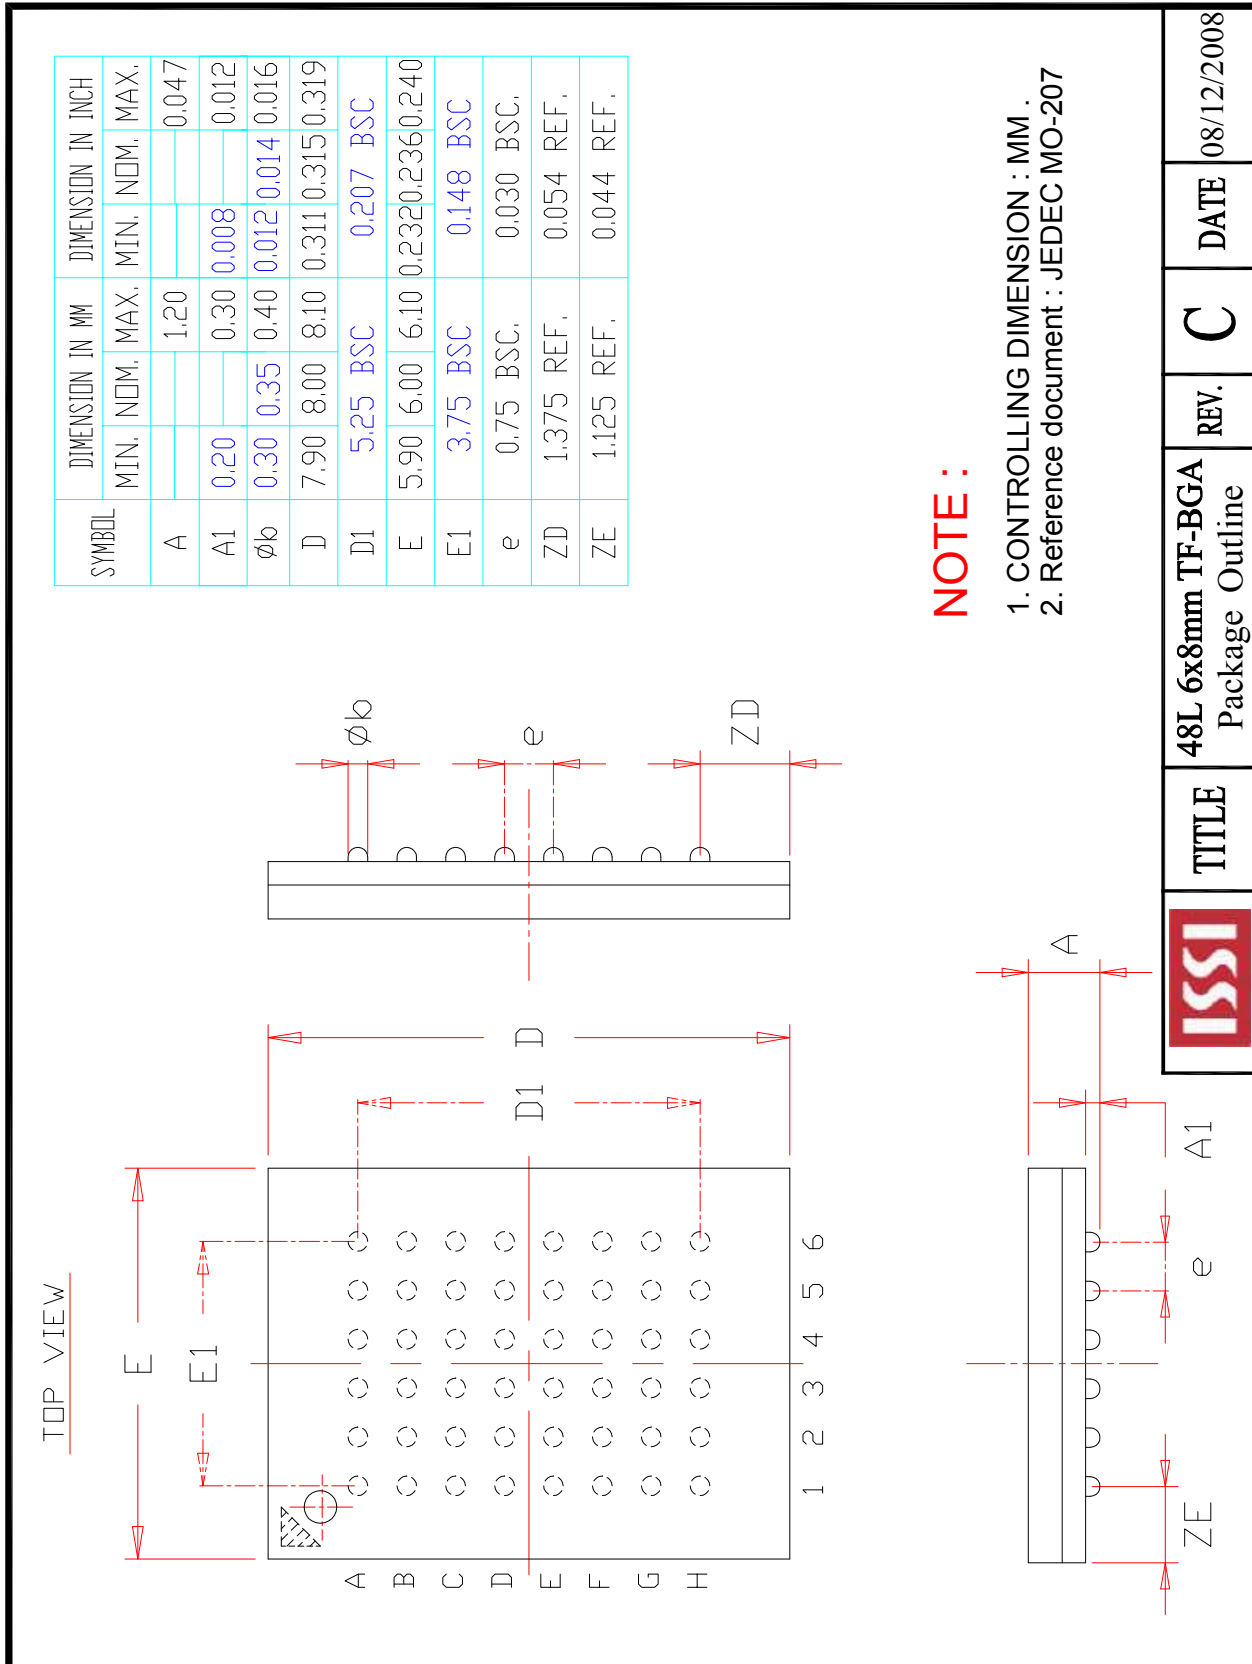 TOP VIEW
E
E1
A
B
C
D
E
F
G
H
1 2 3 4 5 6
D1
D
Øb
e
ZD
ZE
e
A1
A
SYMBOL DIMENSION IN MM DIMENSION IN INCH
MIN. NOM. MAX. MIN. NOM. MAX.
A 1.20 0.047
A1 0.20 0.30 0.008 0.012
Øb 0.30 0.35 0.40 0.012 0.014 0.016
D 7.90 8.00 8.10 0.311 0.315 0.319
D1 5.25 BSC 0.207 BSC
E 5.90 6.00 6.10 0.232 0.236 0.240
E1 3.75 BSC 0.148 BSC
e 0.75 BSC. 0.030 BSC.
ZD 1.375 REF. 0.054 REF.
ZE 1.125 REF. 0.044 REF.
NOTE :
1. CONTROLLING DIMENSION : MM .
2. Reference document : JEDEC MO-207
ISSI
TITLE
48L 6x8mm TF-BGA
Package Outline
REV.
C
DATE
08/12/2008